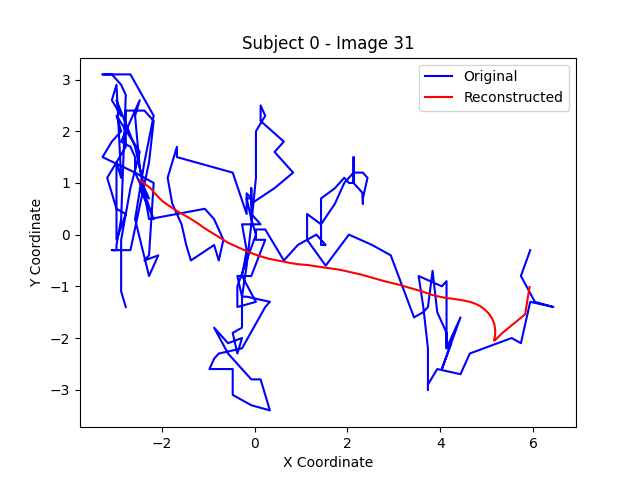 Subject 0 - Image 31
Original
Reconstructed
Y Coordinate
3
2
1
0
−1
−2
−3
−2
0
2
4
6
X Coordinate